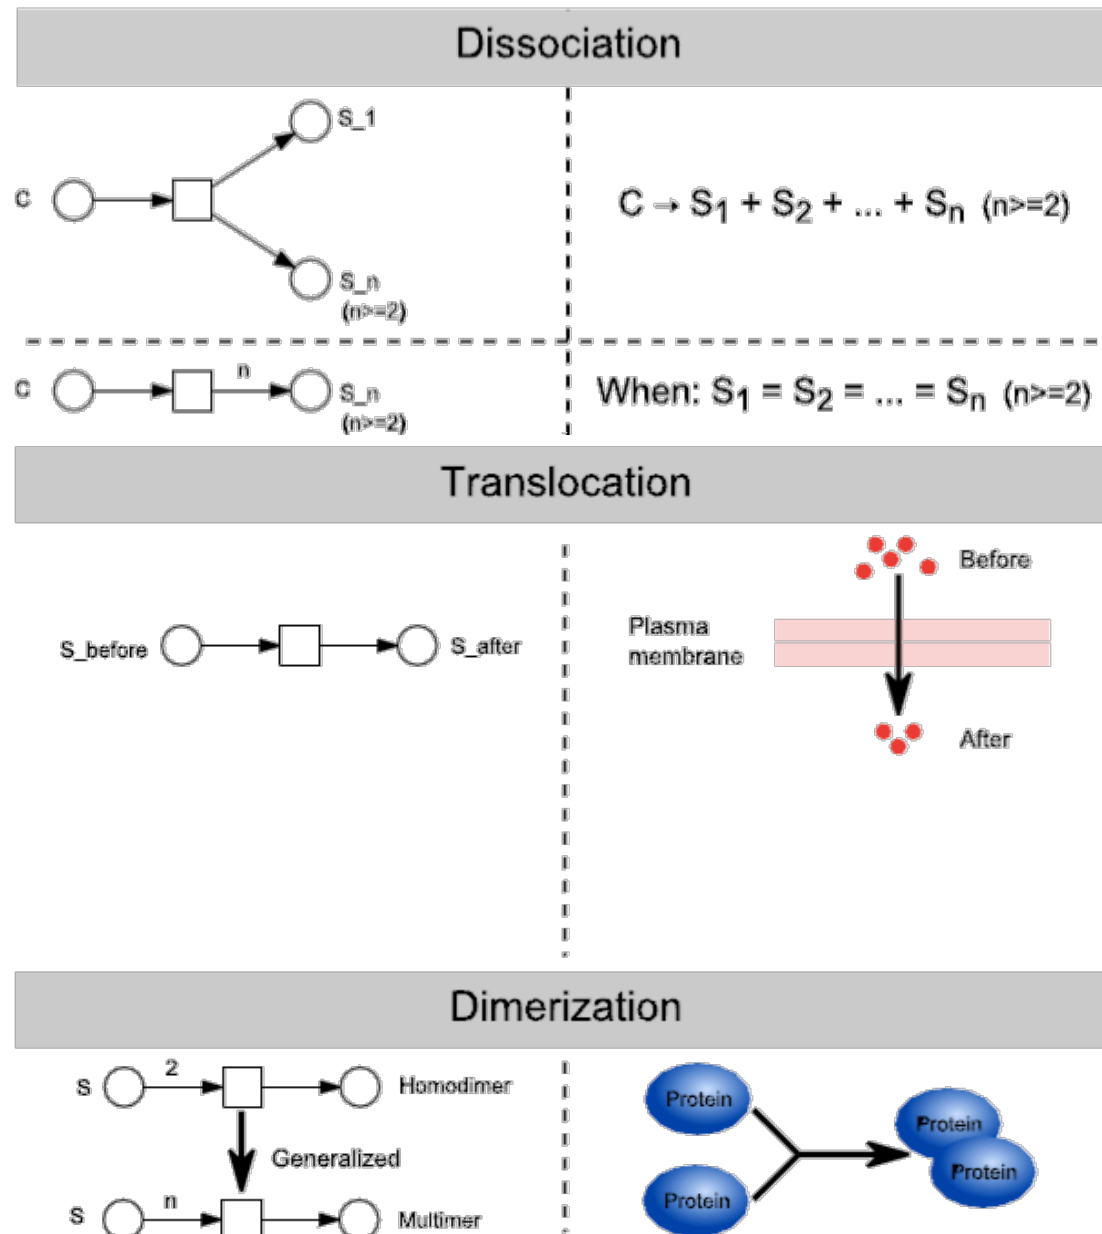 Dissociation
S_1
C
S_n
(n>=2)
C → S₁ + S₂ + ... + Sₙ (n>=2)
C
n
S_n
(n>=2)
When: S₁ = S₂ = ... = Sₙ (n>=2)
Translocation
S_before
S_after
Before
Plasma
membrane
After
Dimerization
S
2
Homodimer
Generalized
S
n
Multimer
Protein
Protein
Protein
Protein